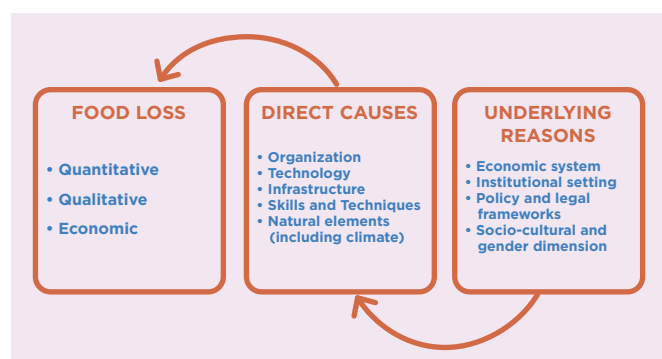 FOOD LOSS
• Quantitative
• Qualitative
• Economic
DIRECT CAUSES
• Organization
• Technology
• Infrastructure
• Skills and Techniques
• Natural elements
(including climate)
UNDERLYING
REASONS
• Economic system
• Institutional setting
• Policy and legal
frameworks
• Socio-cultural and
gender dimension